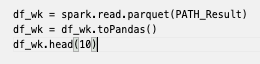 df_wk = spark.read.parquet(PATH_Result)
df_wk = df_wk.toPandas()
df_wk.head(10)